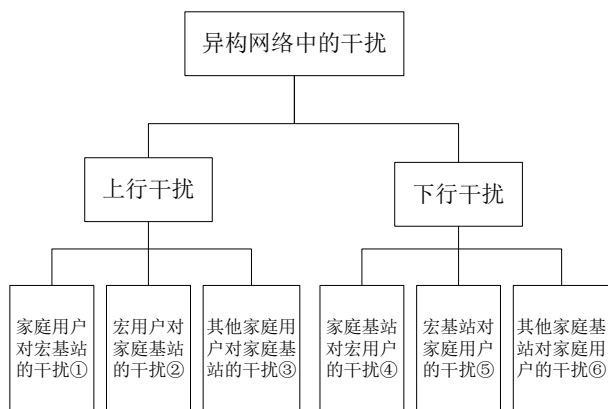 异构网络中的干扰
上行干扰
下行干扰
家庭用户
对宏基站
的干扰①
宏用户对
家庭基站
的干扰②
其他家庭用
户对家庭基
站的干扰③
家庭基站
对宏用户
的干扰④
宏基站对
家庭用户
的干扰⑤
其他家庭基
站对家庭用
户的干扰⑥